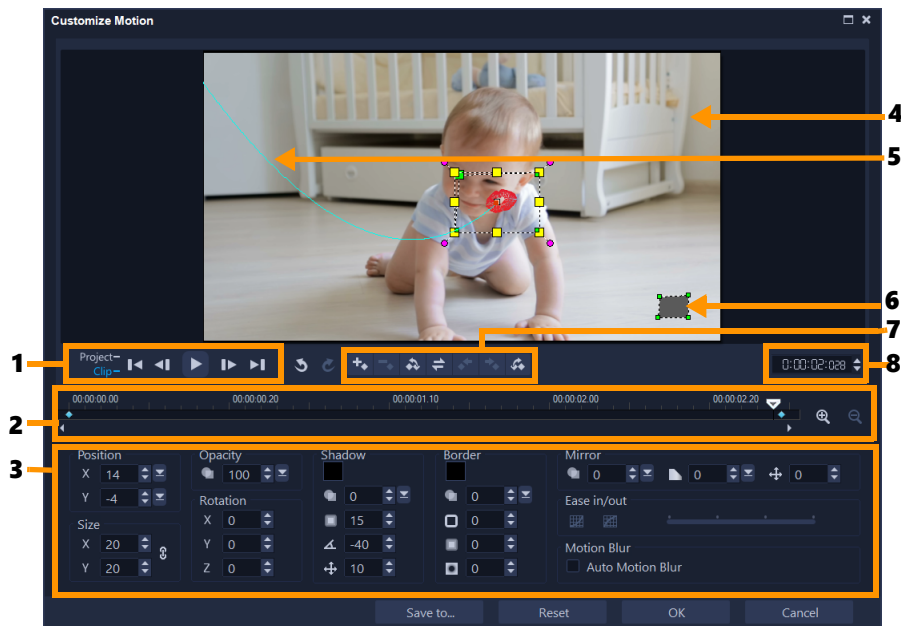 Customize Motion
4
5
6
7
1
Project
Clip
0:00:02:028
8
00:00:00.00 00:00:00.20 00:00:01.10 00:00:02.00 00:00:02.20
2
3
Position Opacity Shadow Border Mirror
X 14 100 0 0
Y -4 0 0 Ease in/out
Rotation
X 0 15 0
Size
X 20 Y 0 -40 0 Motion Blur
Y 20 Z 0 10 0 Auto Motion Blur
Save to... Reset OK Cancel